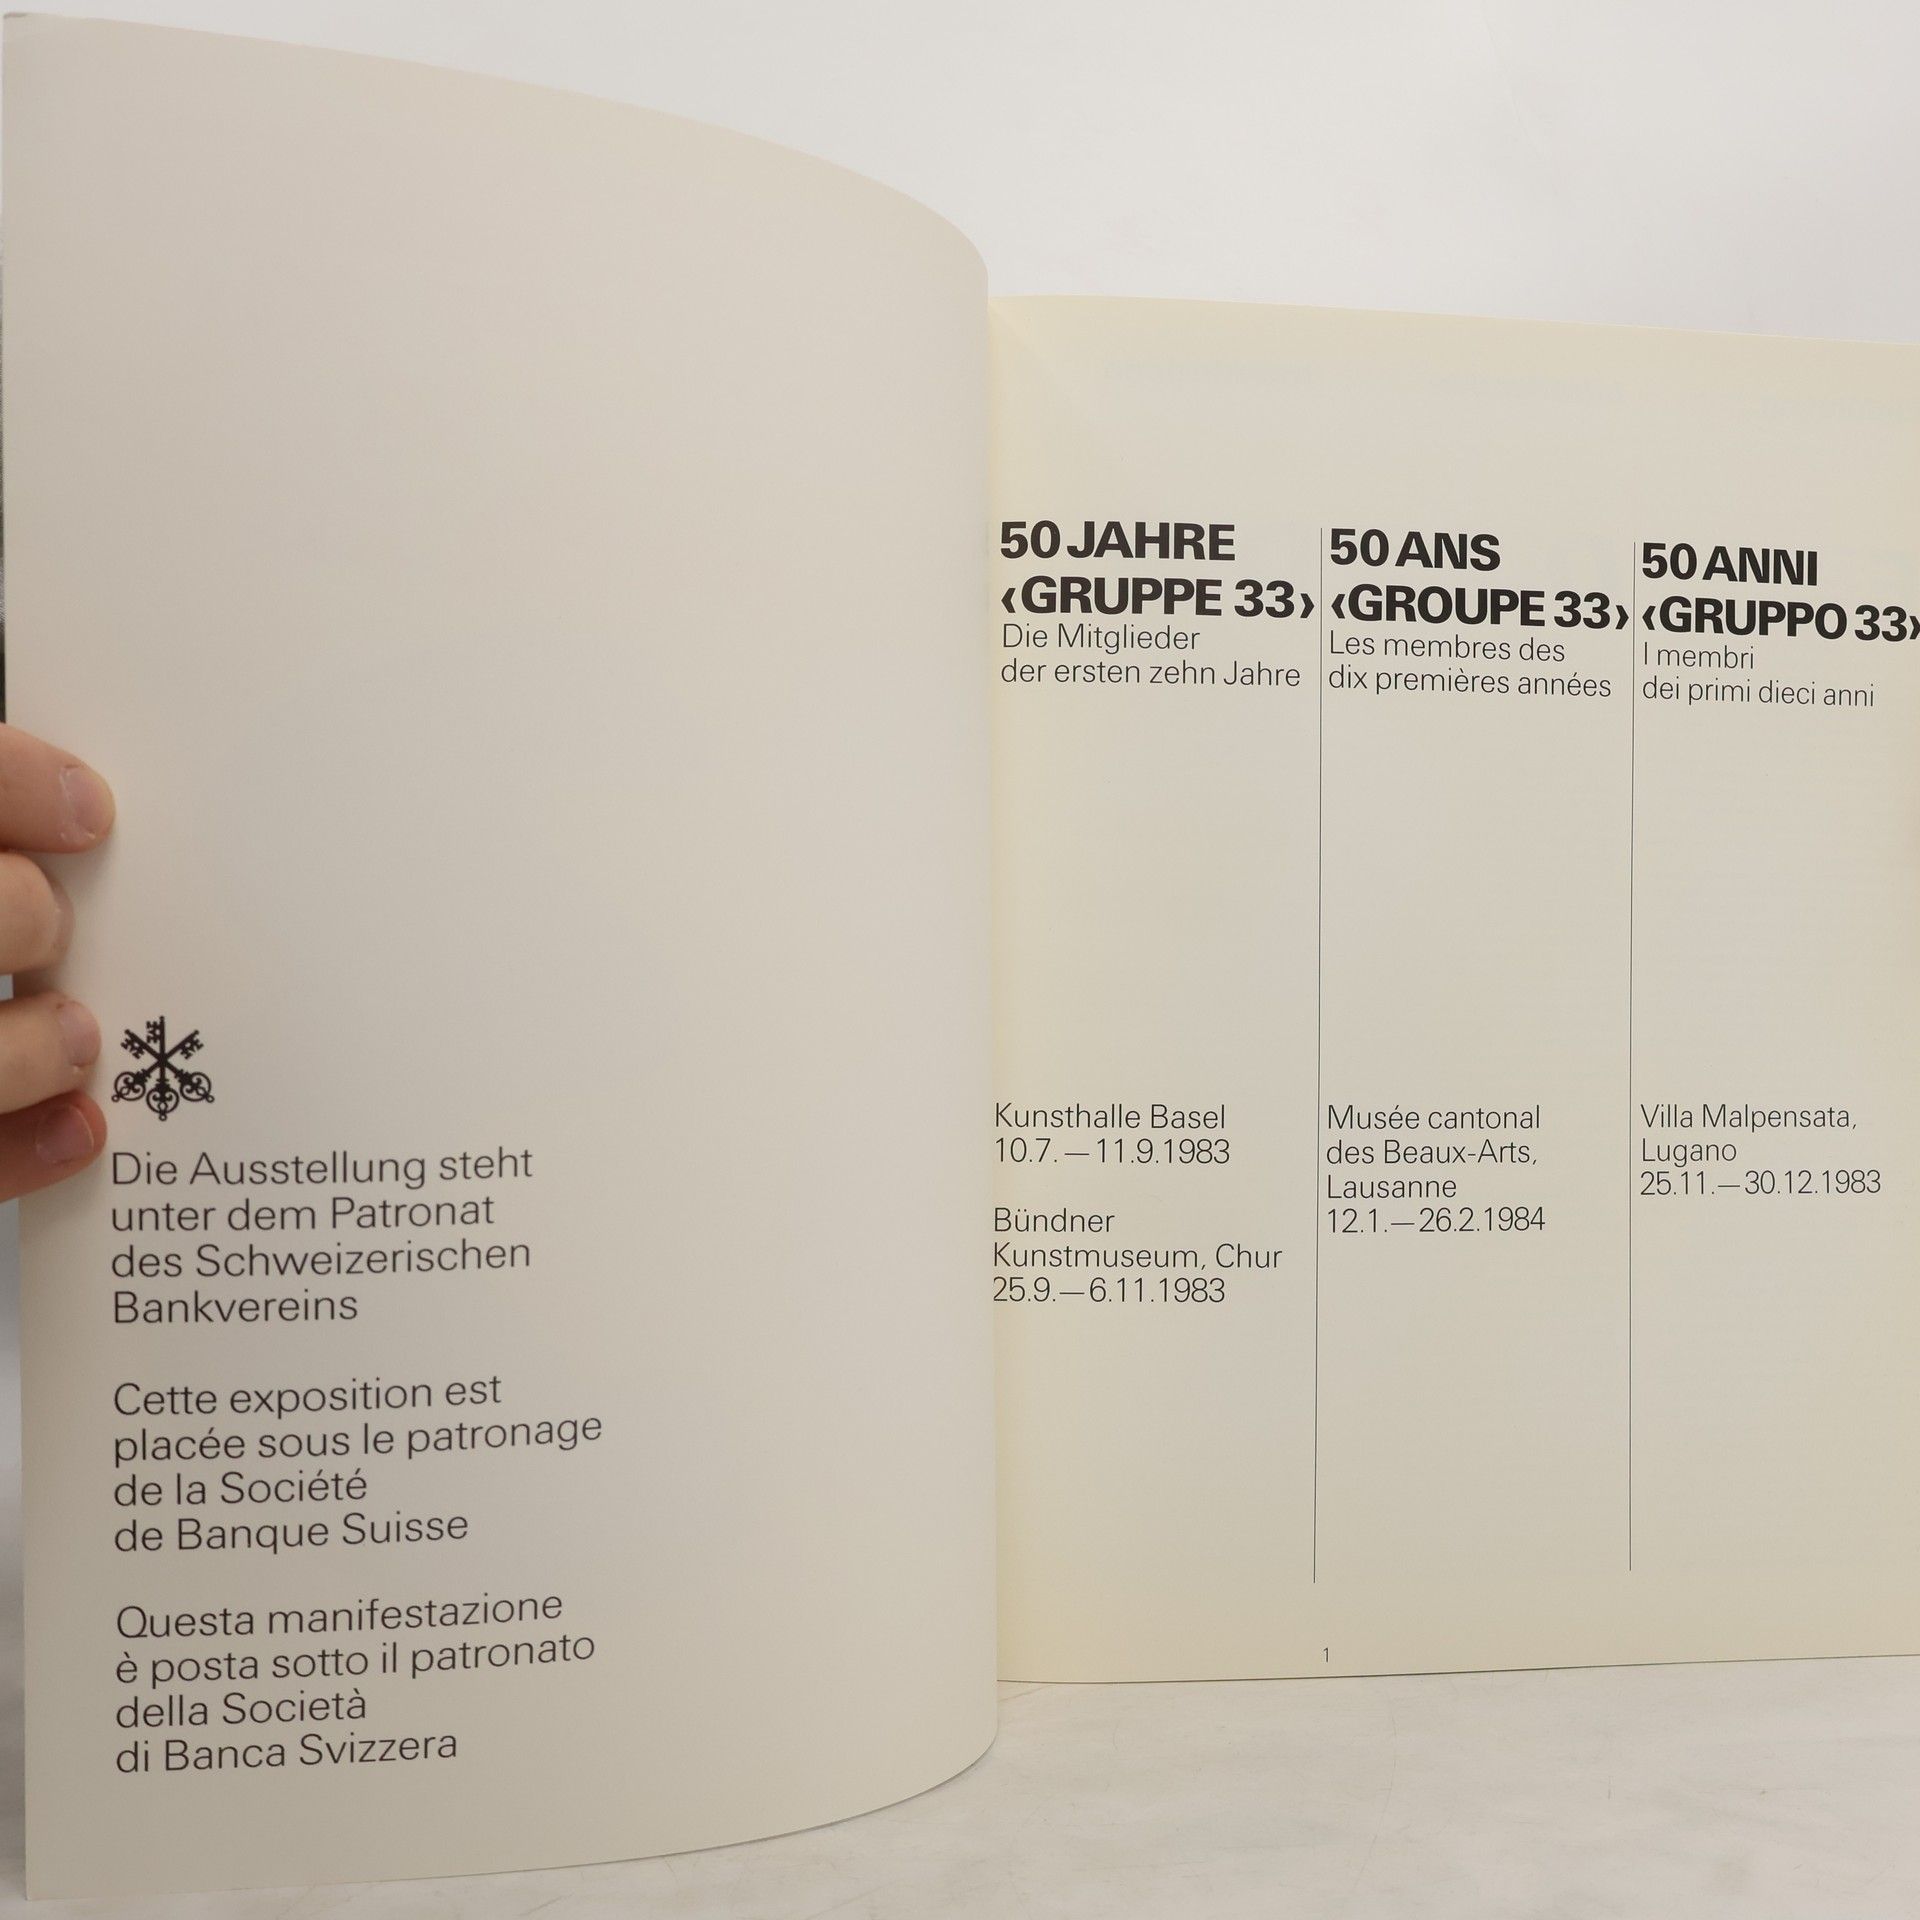 Die Ausstellung steht
unter dem Patronat
des Schweizerischen
Bankvereins
Cette exposition est
placée sous le patronage
de la Société
de Banque Suisse
Questa manifestazione
è posta sotto il patronato
della Società
di Banca Svizzera
50 JAHRE
‹GRUPPE 33›
Die Mitglieder
der ersten zehn Jahre
Kunsthalle Basel
10.7.—11.9.1983
Bündner
Kunstmuseum, Chur
25.9.—6.11.1983
50 ANS
‹GROUPE 33›
Les membres des
dix premières années
Musée cantonal
des Beaux-Arts,
Lausanne
12.1.—26.2.1984
50 ANNI
‹GRUPPO 33›
I membri
dei primi dieci anni
Villa Malpensata,
Lugano
25.11.—30.12.1983
1